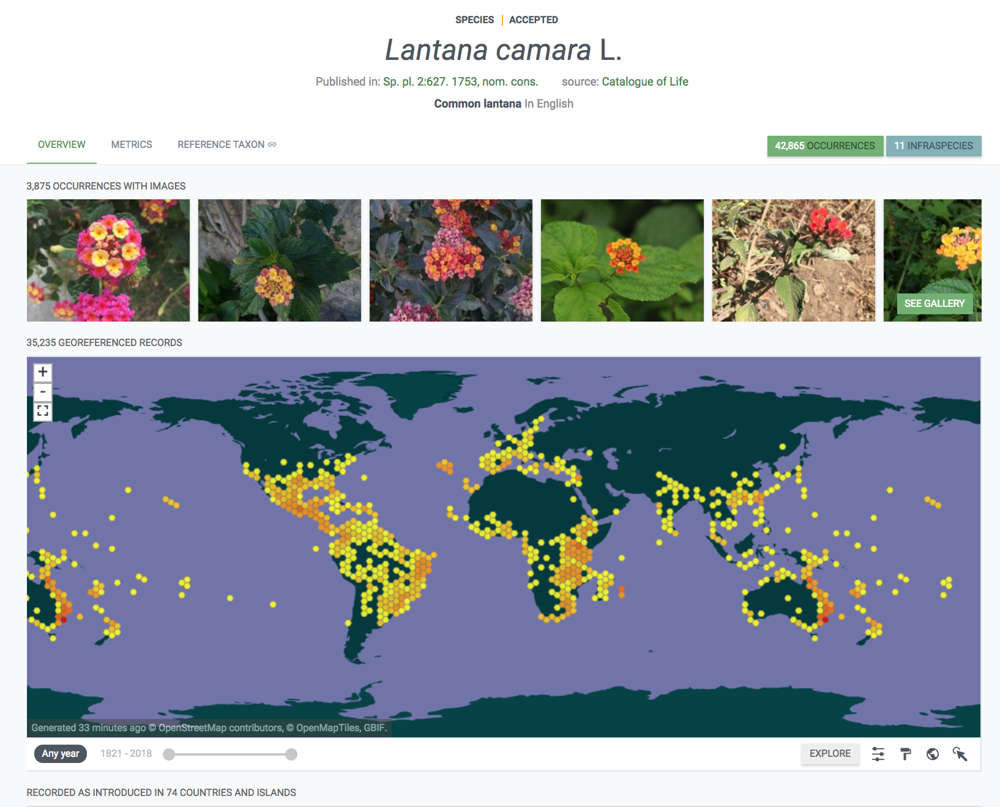 SPECIES | ACCEPTED
Lantana camara L.
Published in: Sp. pl. 2:627. 1753, nom. cons. source: Catalogue of Life
Common lantana In English
OVERVIEW METRICS REFERENCE TAXON
42,865 OCCURRENCES 11 INFRASPECIES
3,875 OCCURRENCES WITH IMAGES
SEE GALLERY
35,235 GEOREFERENCED RECORDS
+
-
Generated 33 minutes ago © OpenStreetMap contributors, © OpenMapTiles, GBIF.
Any year 1821 - 2018 EXPLORE
RECORDED AS INTRODUCED IN 74 COUNTRIES AND ISLANDS